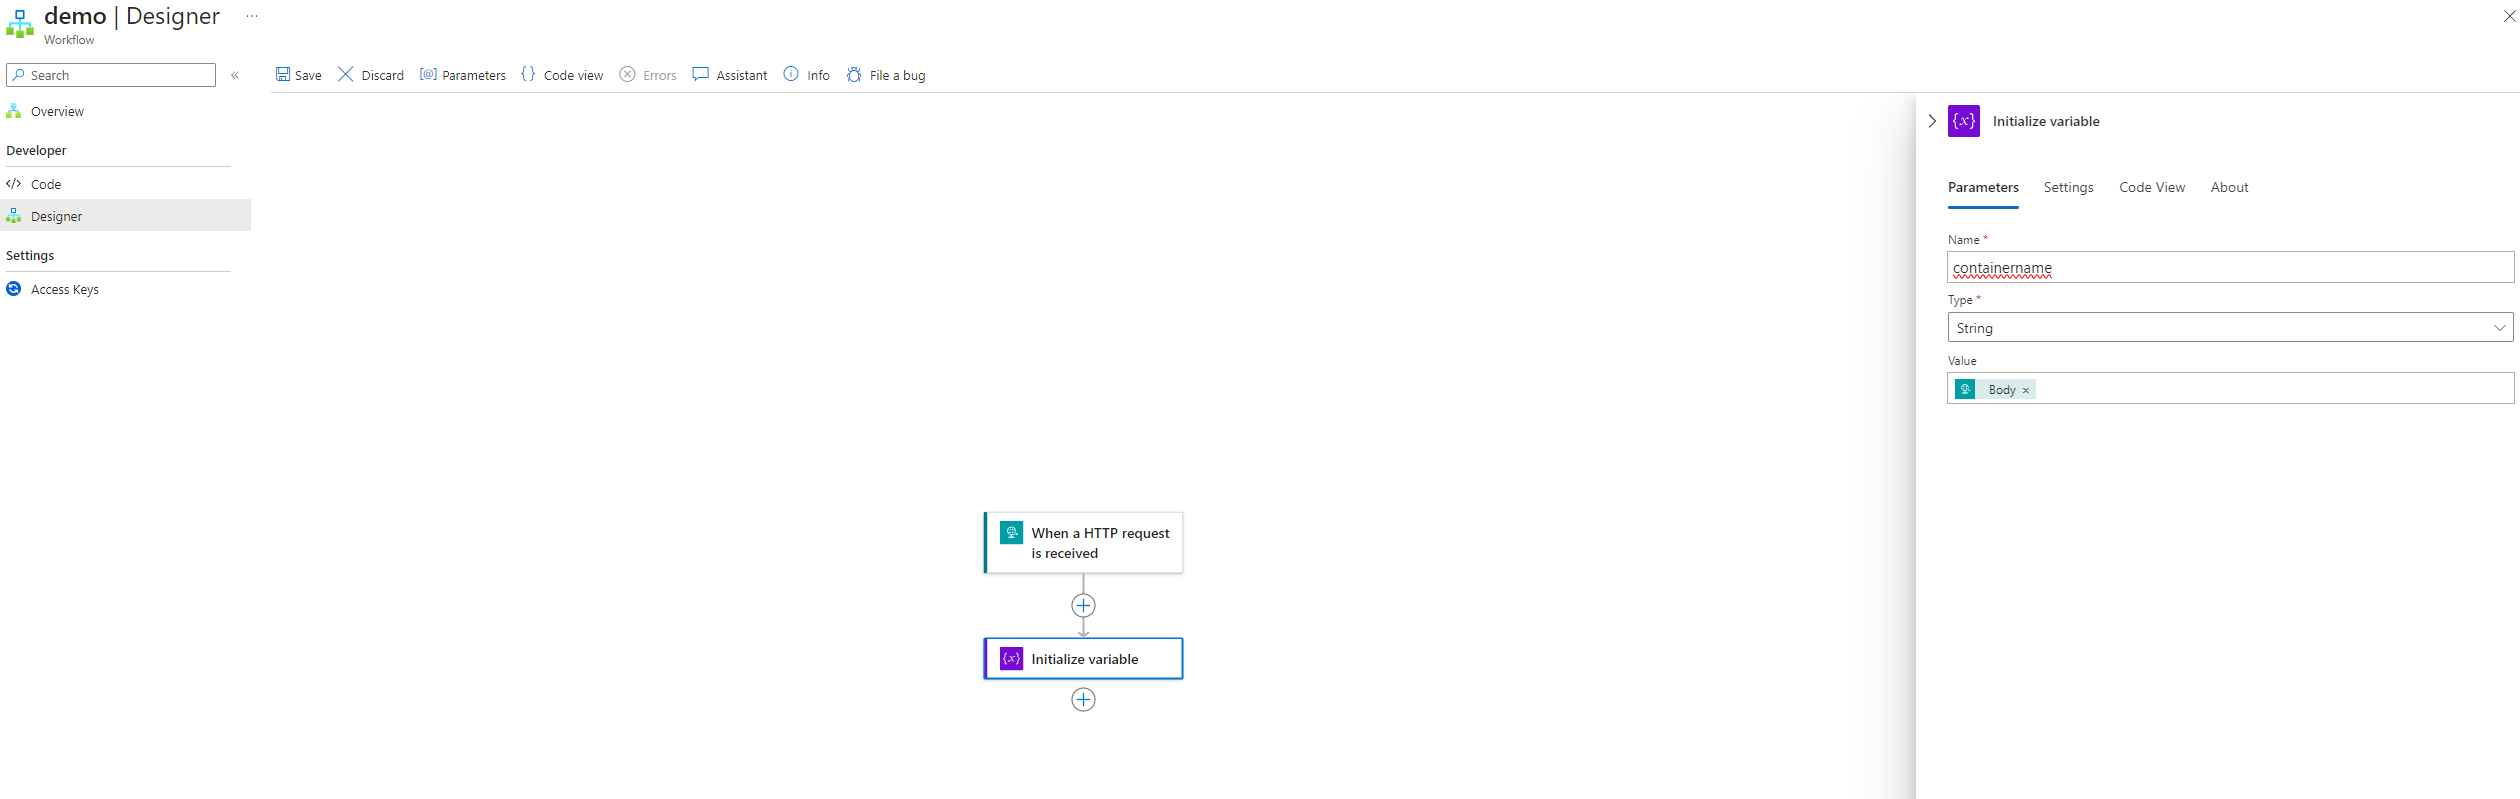 demo | Designer ...
Workflow
Search «
Overview
Developer
</> Code
Designer
Settings
Access Keys
Save Discard [@] Parameters {} Code view Errors Assistant Info File a bug
When a HTTP request
is received
{x} Initialize variable
{x} Initialize variable
Parameters Settings Code View About
Name *
containername
Type *
String
Value
Body ×